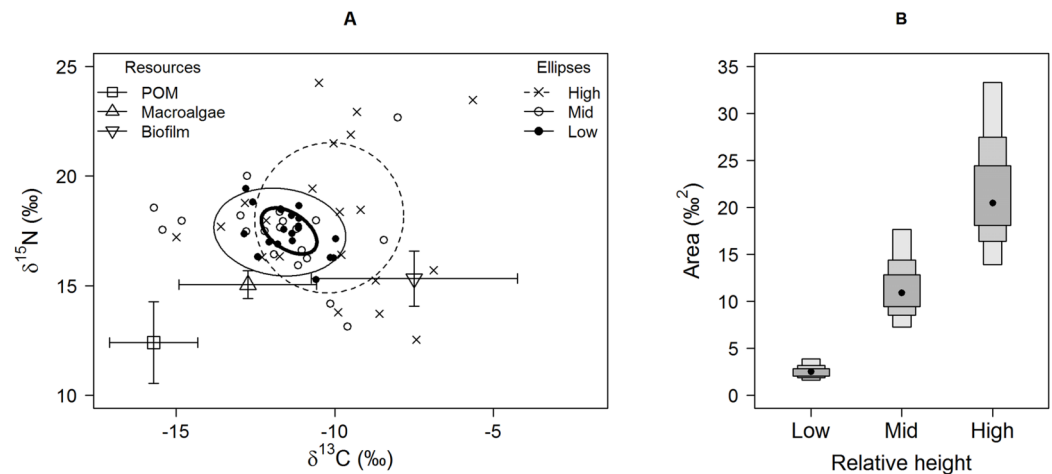 A
Resources
POM
Macroalgae
Biofilm
Ellipses
High
Mid
Low
25
20
15
10
δ¹⁵N (‰)
-15
-10
-5
δ¹³C (‰)
B
35
30
25
20
15
10
5
0
Area (‰²)
Low
Mid
High
Relative height